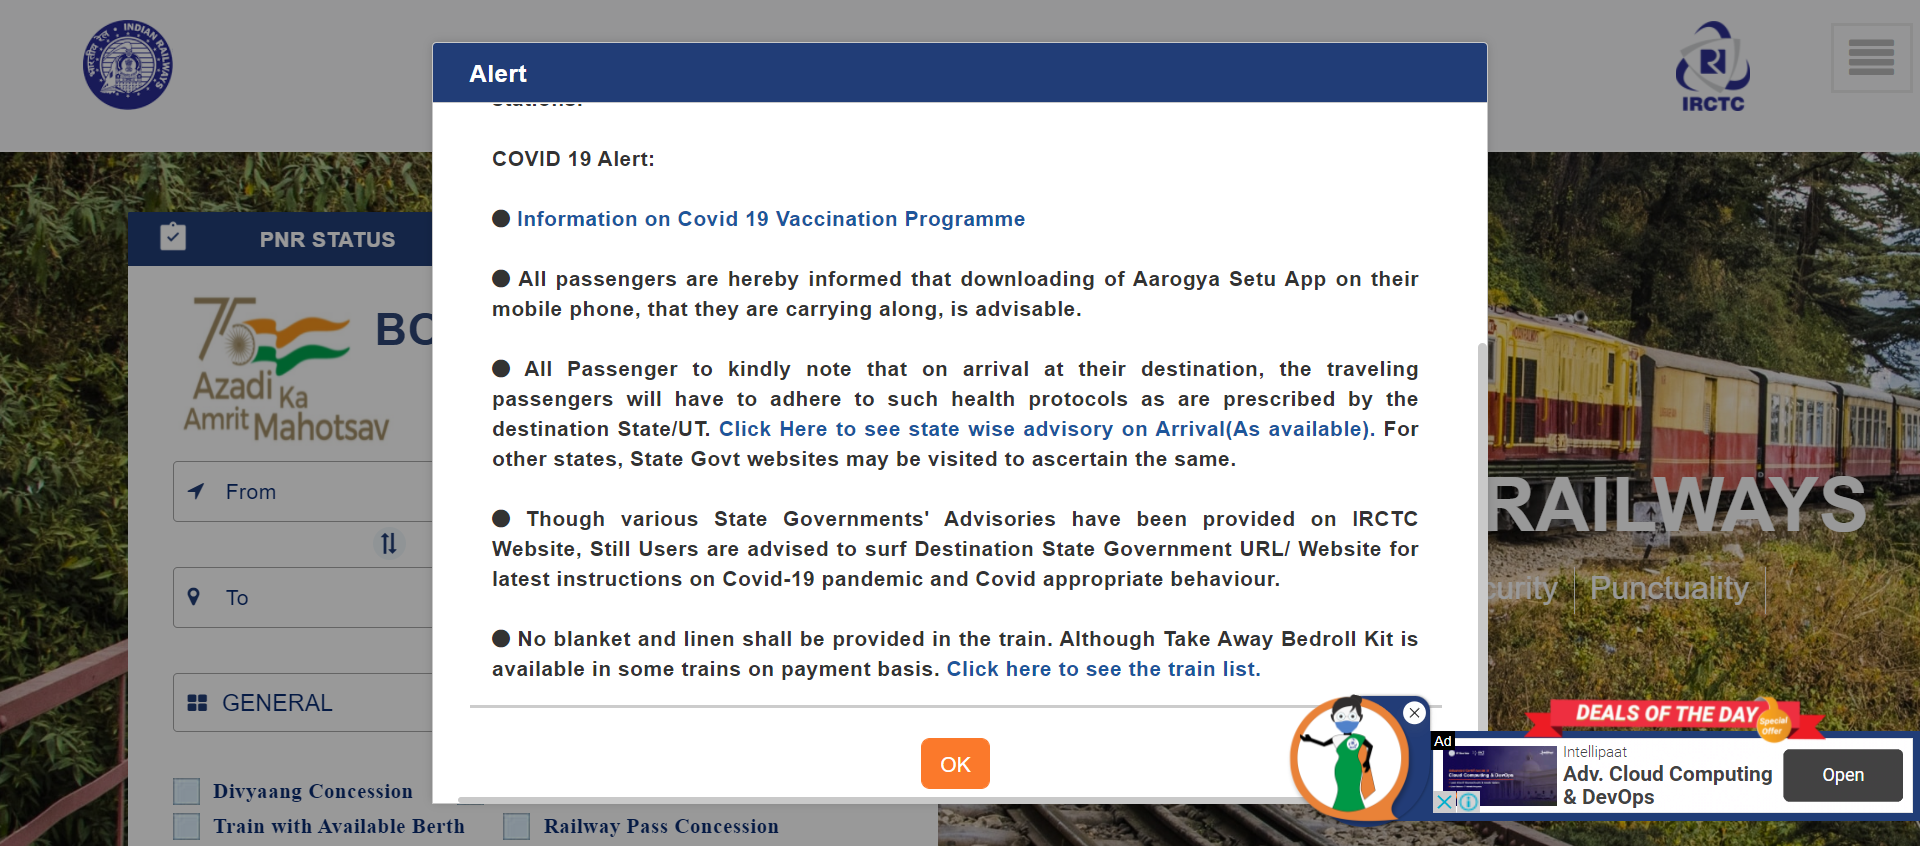 INDIAN RAILWAYS
भारतीय रेल
IRCTC
Alert
stations.
COVID 19 Alert:
● Information on Covid 19 Vaccination Programme
● All passengers are hereby informed that downloading of Aarogya Setu App on their
mobile phone, that they are carrying along, is advisable.
● All Passenger to kindly note that on arrival at their destination, the traveling
passengers will have to adhere to such health protocols as are prescribed by the
destination State/UT. Click Here to see state wise advisory on Arrival(As available). For
other states, State Govt websites may be visited to ascertain the same.
● Though various State Governments' Advisories have been provided on IRCTC
Website, Still Users are advised to surf Destination State Government URL/ Website for
latest instructions on Covid-19 pandemic and Covid appropriate behaviour.
● No blanket and linen shall be provided in the train. Although Take Away Bedroll Kit is
available in some trains on payment basis. Click here to see the train list.
OK
PNR STATUS
75
Azadi Ka
Amrit Mahotsav
BO
From
To
GENERAL
Divyaang Concession
Train with Available Berth
Railway Pass Concession
RAILWAYS
curity
Punctuality
DEALS OF THE DAY
Special
Offer
Ad
Cloud Computing & DevOps
Intellipaat
Adv. Cloud Computing
& DevOps
Open